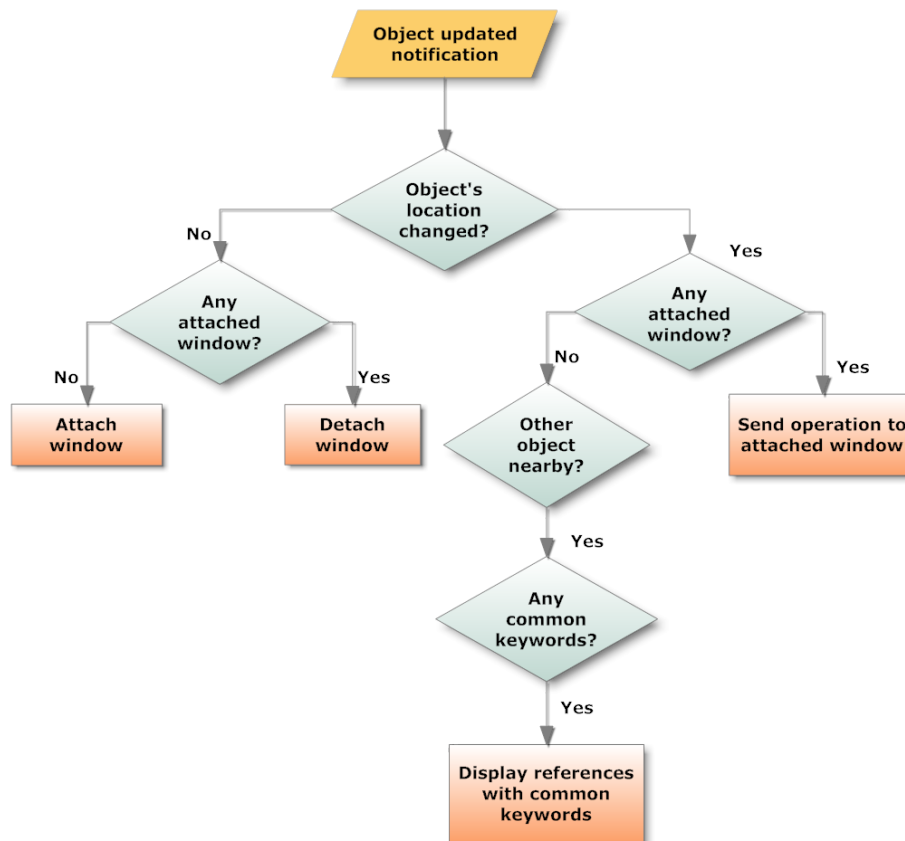 Object updated
notification
Object's
location
changed?
No
Yes
Any
attached
window?
Any
attached
window?
No
Yes
No
Yes
Attach
window
Detach
window
Other
object
nearby?
Send operation to
attached window
Yes
Any
common
keywords?
Yes
Display references
with common
keywords